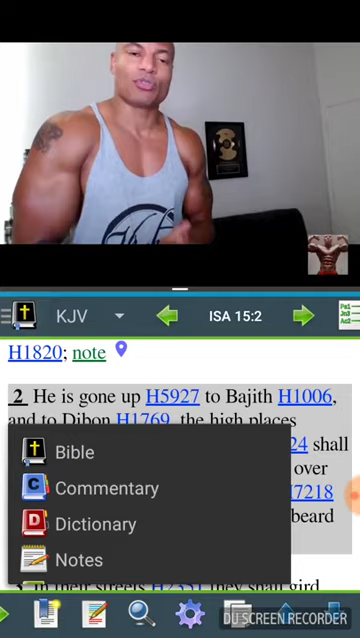 KJV
ISA 15:2
H1820; note
2 He is gone up H5927 to Bajith H1006,
and to Dibon H1769, the high places
24 shall
Bible
over
Commentary
H7218
Dictionary
beard
Notes
DU SCREEN RECORDER